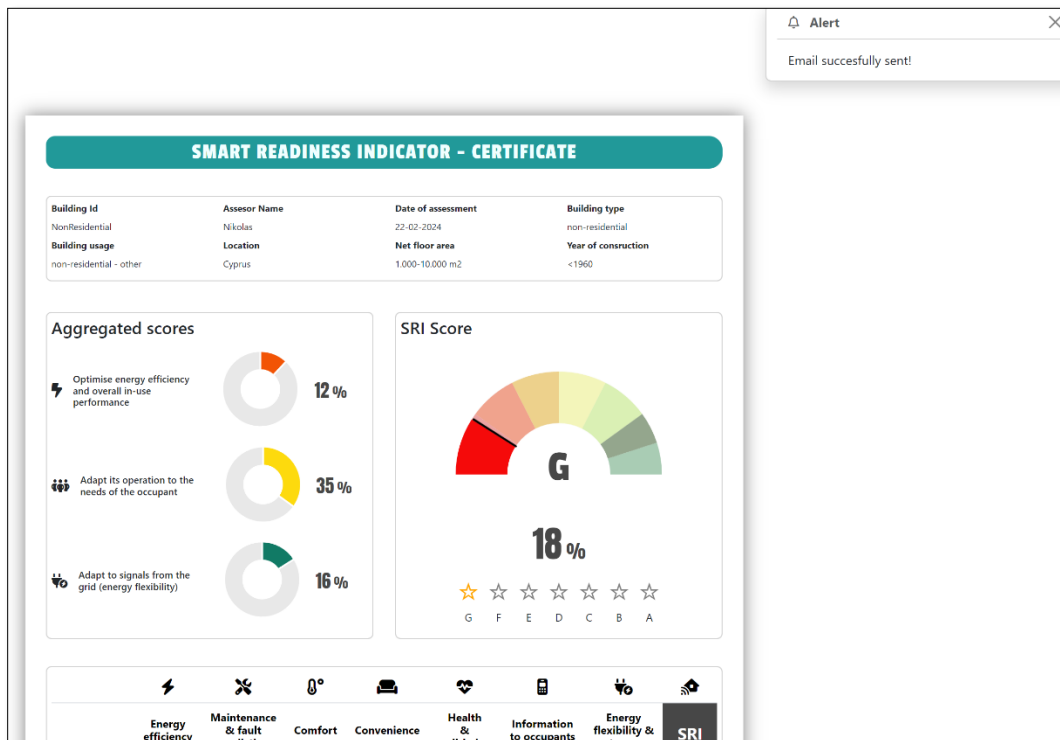 Alert
Email succesfully sent!
SMART READINESS INDICATOR - CERTIFICATE
Building Id
Assesor Name
Date of assessment
Building type
NonResidential
Nikolas
22-02-2024
non-residential
Building usage
Location
Net floor area
Year of consruction
non-residential - other
Cyprus
1.000-10.000 m2
<1960
Aggregated scores
Optimise energy efficiency
and overall in-use
performance
12 %
Adapt its operation to the
needs of the occupant
35 %
Adapt to signals from the
grid (energy flexibility)
16 %
SRI Score
G
18 %
G F E D C B A
Energy
efficiency
Maintenance
& fault
Comfort
Convenience
Health
&
Information
to occupants
Energy
flexibility &
SRI